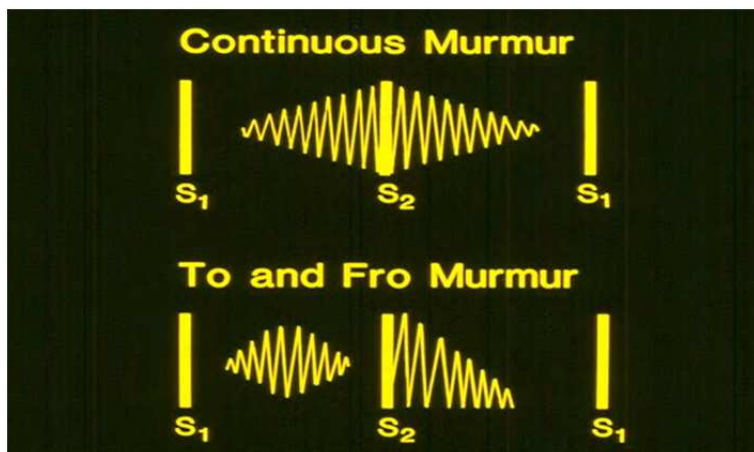 Continuous Murmur
S₁ S₂ S₁
To and Fro Murmur
S₁ S₂ S₁